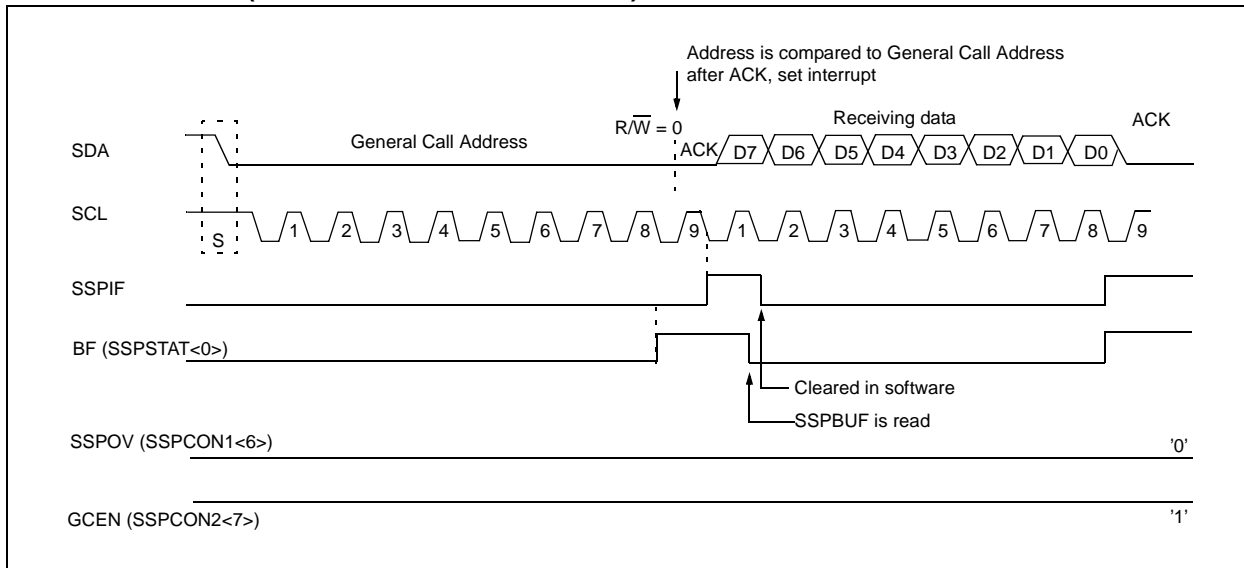 Address is compared to General Call Address
after ACK, set interrupt
R/W̅ = 0
Receiving data
ACK
SDA
General Call Address
ACK
D7 D6 D5 D4 D3 D2 D1 D0
SCL
S
1 2 3 4 5 6 7 8 9 1 2 3 4 5 6 7 8 9
SSPIF
BF (SSPSTAT<0>)
Cleared in software
SSPBUF is read
SSPOV (SSPCON1<6>)
'0'
GCEN (SSPCON2<7>)
'1'